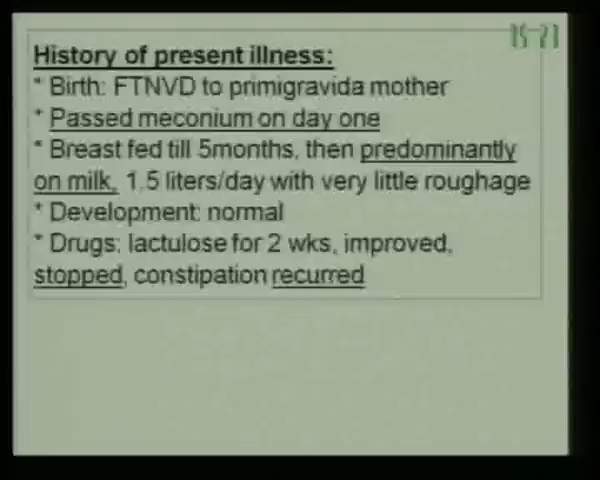 15 21
History of present illness:
* Birth: FTNVD to primigravida mother
* Passed meconium on day one
* Breast fed till 5months, then predominantly
on milk, 1.5 liters/day with very little roughage
* Development: normal
* Drugs: lactulose for 2 wks, improved,
stopped, constipation recurred